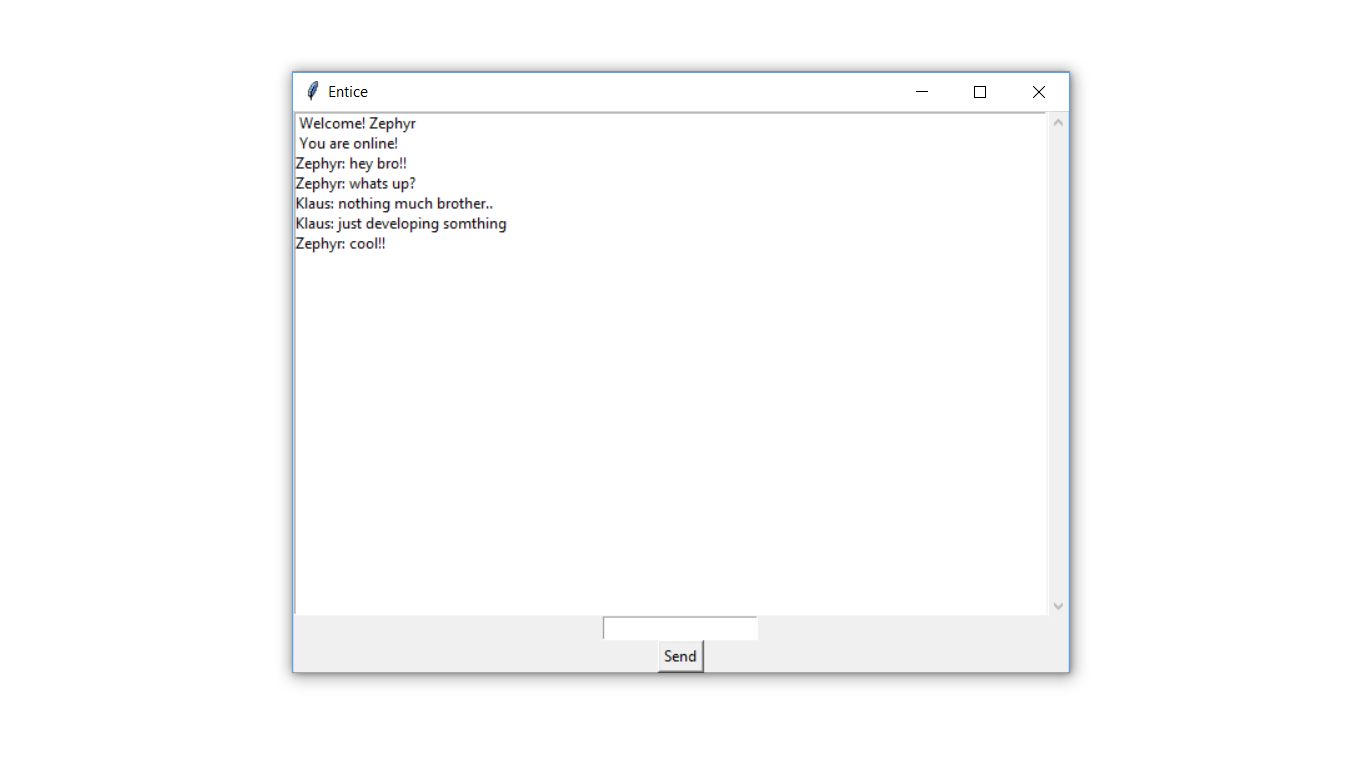 Entice
Welcome! Zephyr
You are online!
Zephyr: hey bro!!
Zephyr: whats up?
Klaus: nothing much brother..
Klaus: just developing somthing
Zephyr: cool!!
Send